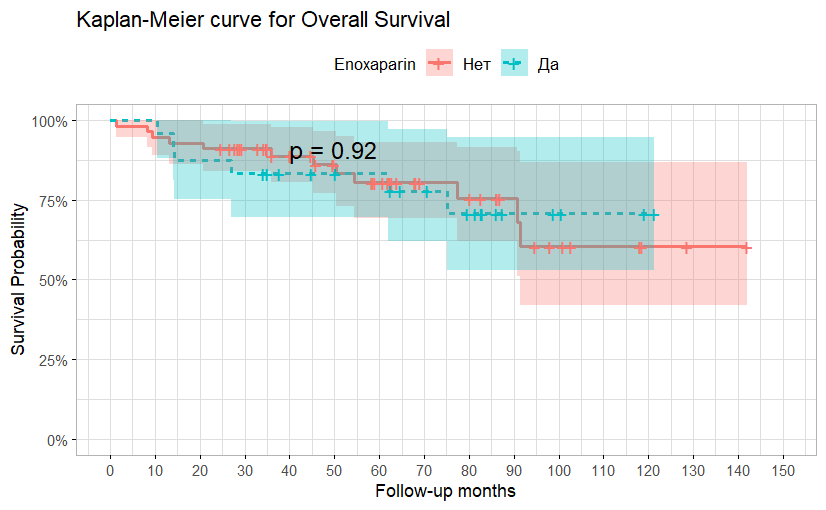 Kaplan-Meier curve for Overall Survival
Enoxaparin Нет Да
100%
75%
50%
25%
0%
Survival Probability
p = 0.92
0 10 20 30 40 50 60 70 80 90 100 110 120 130 140 150
Follow-up months